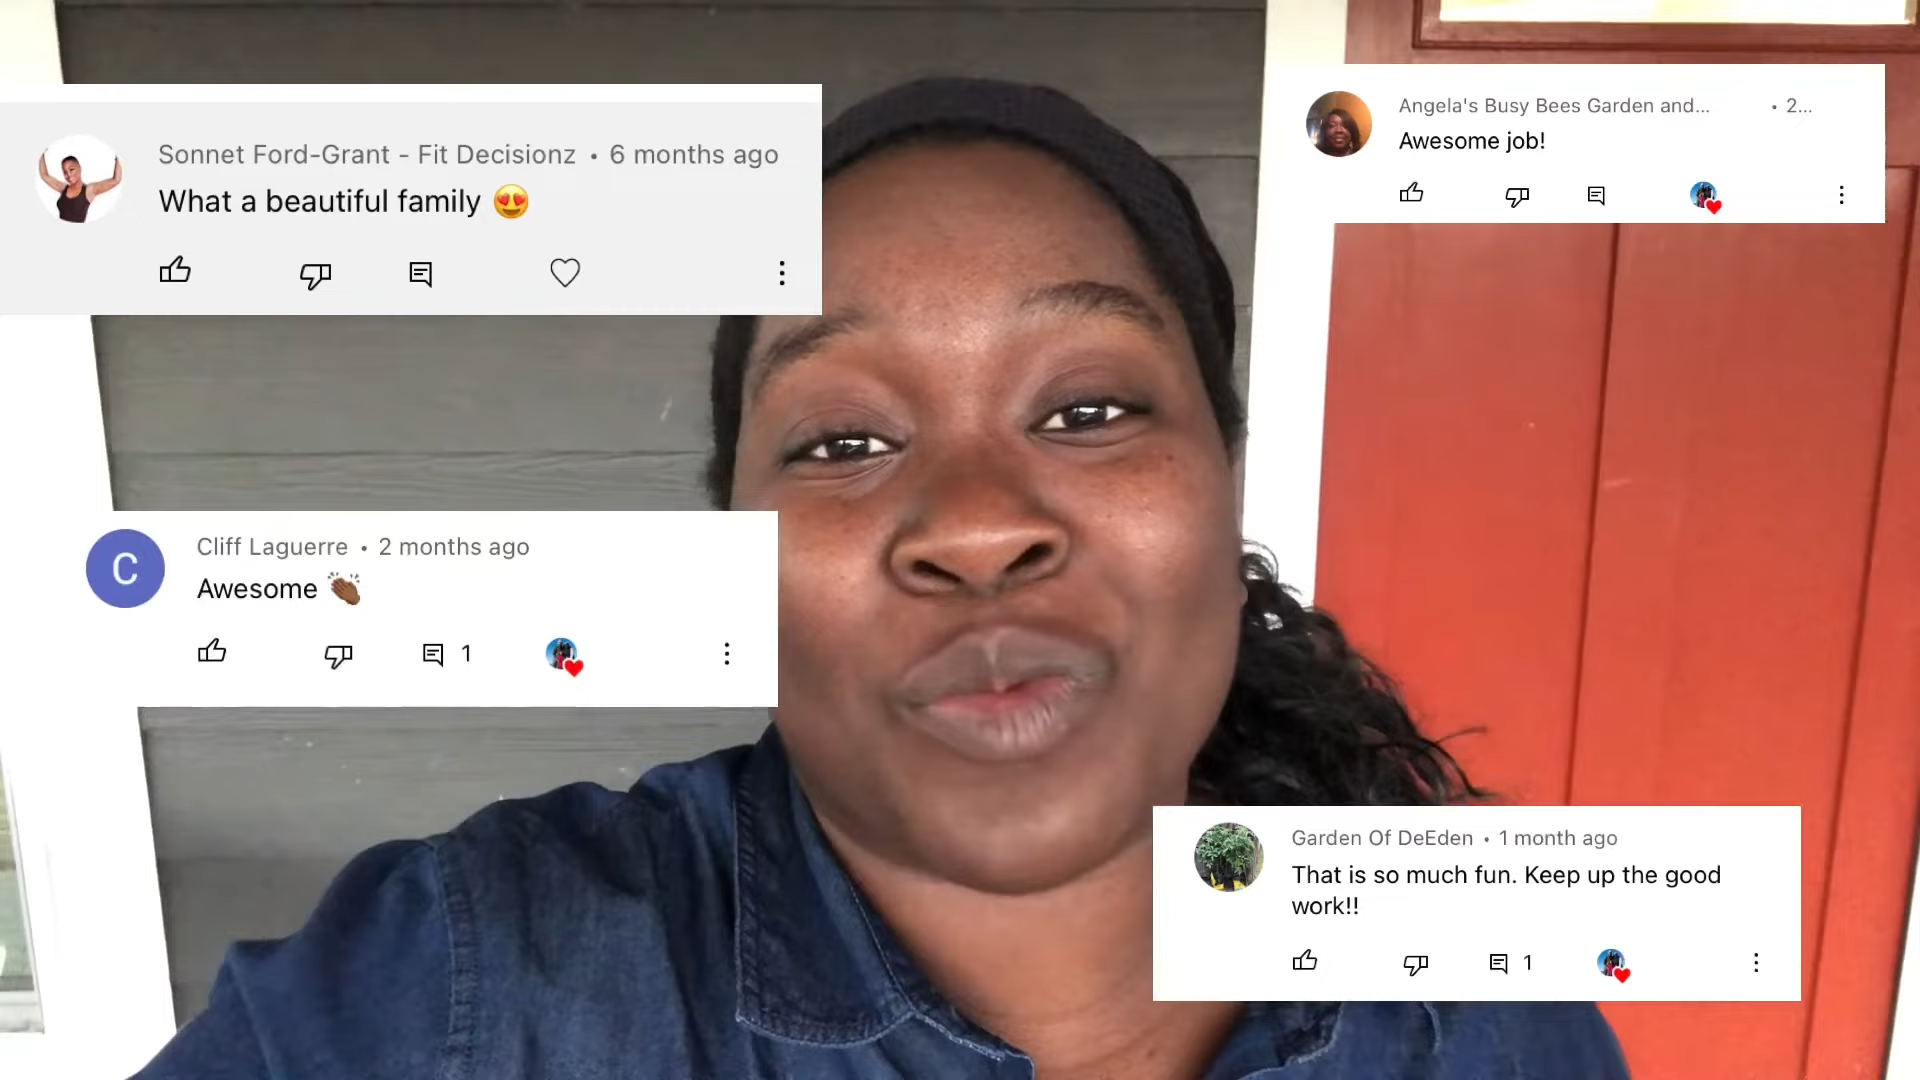 Sonnet Ford-Grant - Fit Decisionz • 6 months ago
What a beautiful family 😍
Angela's Busy Bees Garden and... • 2...
Awesome job!
Cliff Laguerre • 2 months ago
Awesome 👏🏾
1
Garden Of DeEden • 1 month ago
That is so much fun. Keep up the good
work!!
1